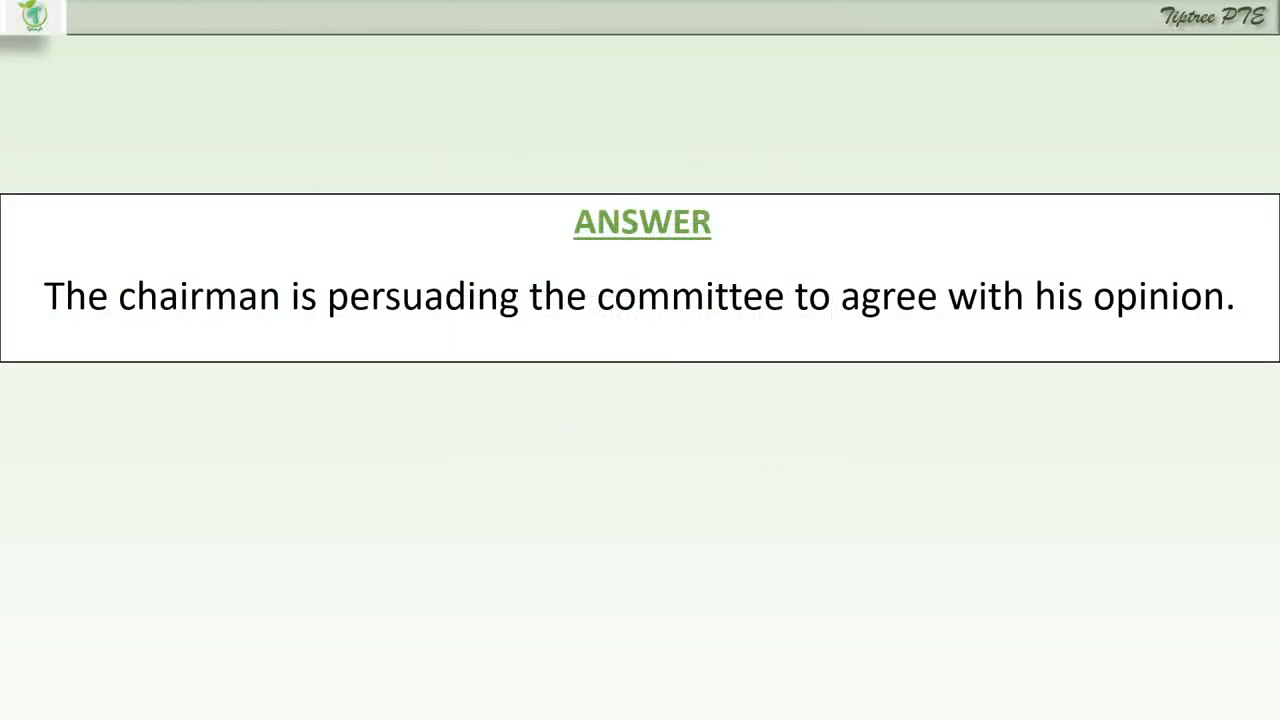 Tiptree PTE
ANSWER
The chairman is persuading the committee to agree with his opinion.